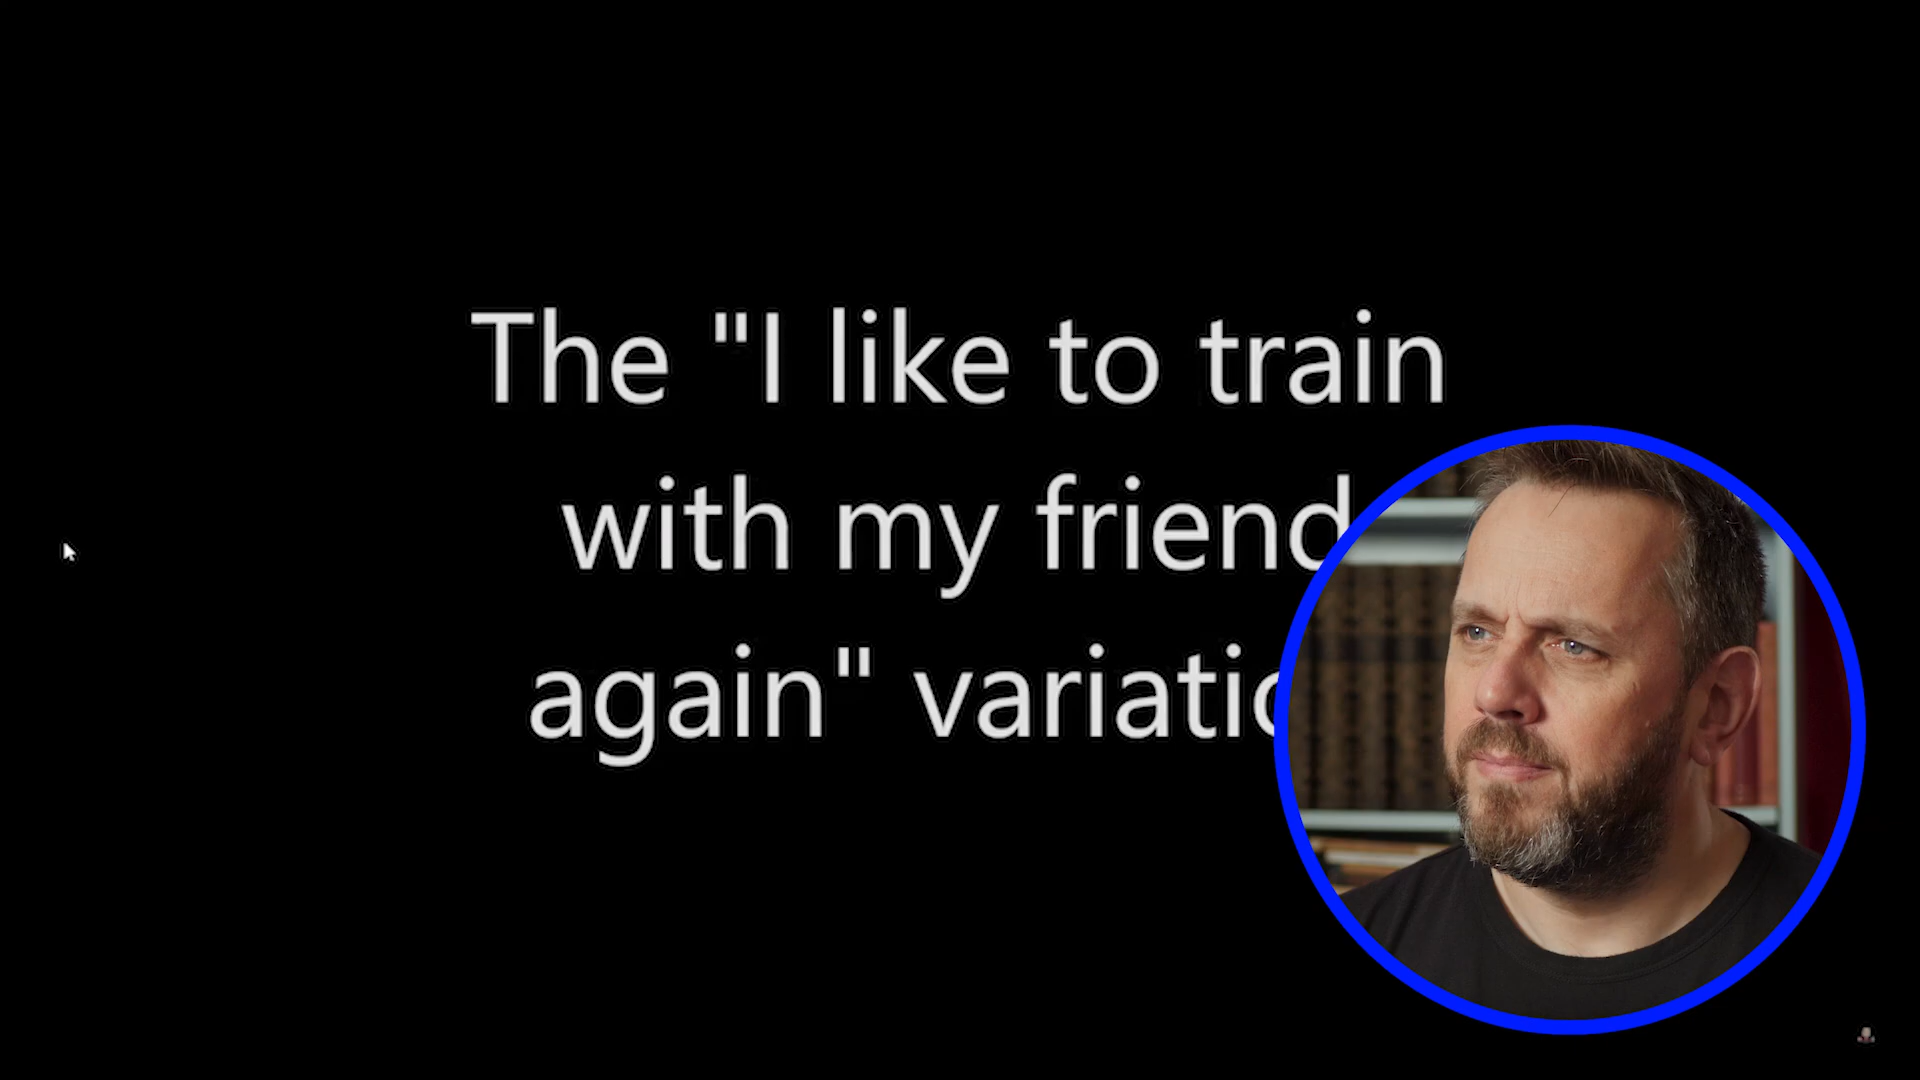 The "I like to train
with my friend
again"